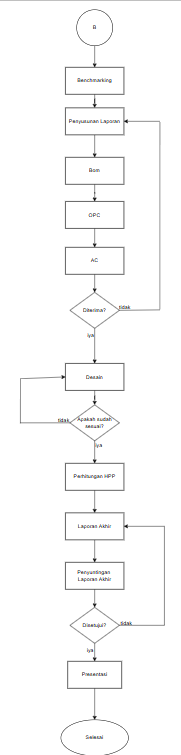 B
Benchmarking
Penyusunan Laporan
Bom
OPC
AC
Diterima?
tidak
iya
Desain
Apakah sudah
sesuai?
tidak
iya
Perhitungan HPP
Laporan Akhir
Penyuntingan
Laporan Akhir
Disetujui?
tidak
iya
Presentasi
Selesai